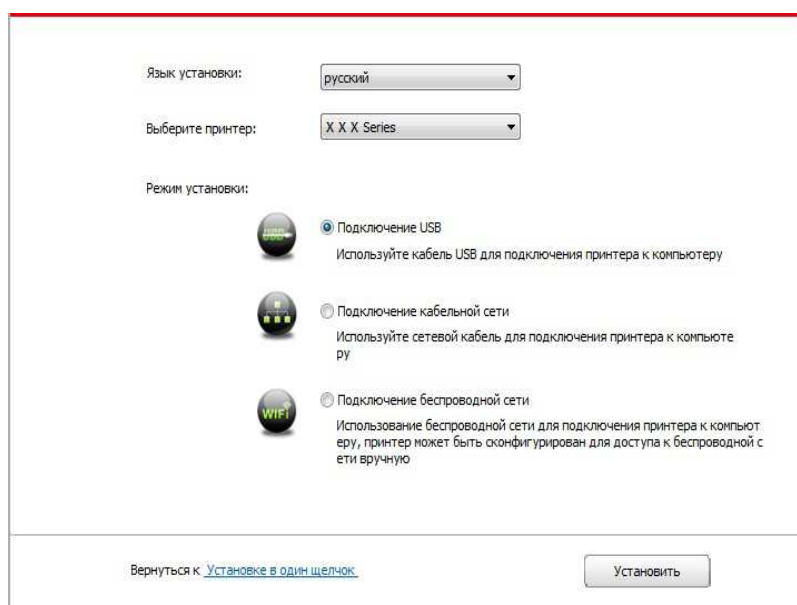 Язык установки:
русский
Выберите принтер:
X X X Series
Режим установки:
USB
Подключение USB
Используйте кабель USB для подключения принтера к компьютеру
Подключение кабельной сети
Используйте сетевой кабель для подключения принтера к компьюте
ру
WiFi
Подключение беспроводной сети
Использование беспроводной сети для подключения принтера к компьют
еру, принтер может быть сконфигурирован для доступа к беспроводной с
ети вручную
Вернуться к Установке в один щелчок
Установить